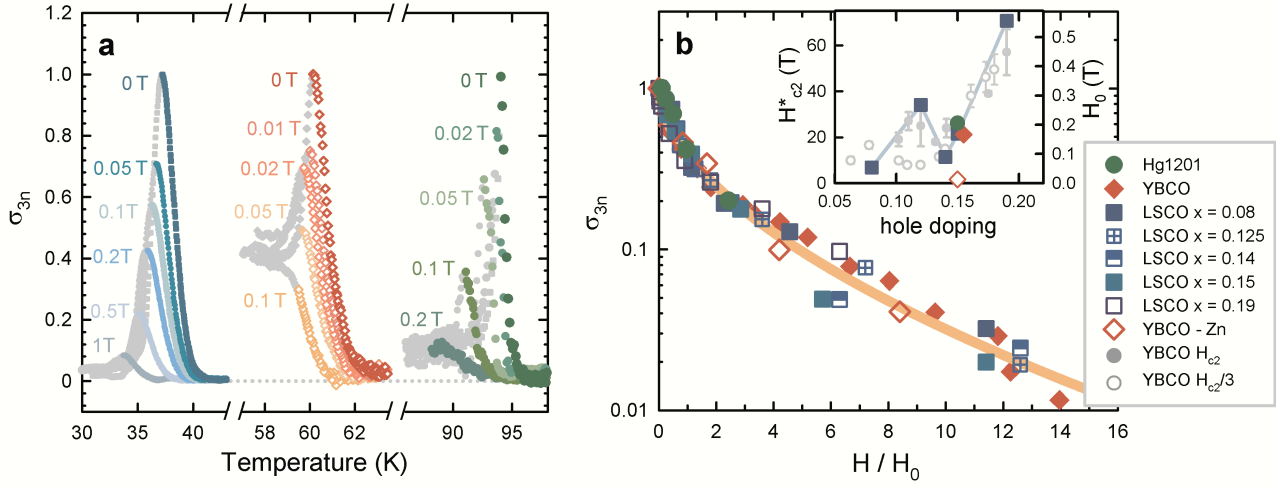 a
σ3n
1.2
1.0
0.8
0.6
0.4
0.2
0
0 T
0.05 T
0.1T
0.2T
0.5T
1T
0 T
0.01 T
0.02 T
0.05 T
0.1 T
0 T
0.02 T
0.05 T
0.1 T
0.2 T
30 35 40 58 60 62 90 95
Temperature (K)
b
σ3n
1
0.1
0.01
0 2 4 6 8 10 12 14 16
H / H0
H*c2 (T)
60
40
20
0
H0 (T)
0.5
0.4
0.3
0.2
0.1
0.0
0.05 0.10 0.15 0.20
hole doping
Hg1201
YBCO
LSCO x = 0.08
LSCO x = 0.125
LSCO x = 0.14
LSCO x = 0.15
LSCO x = 0.19
YBCO - Zn
YBCO Hc2
YBCO Hc2/3